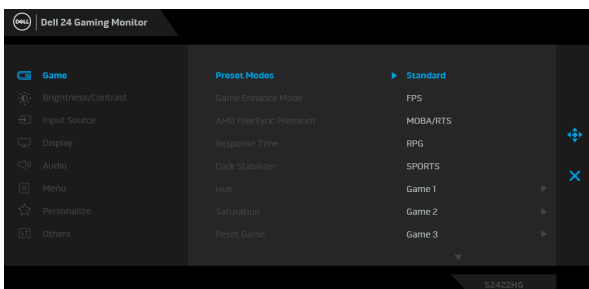 DELL Dell 24 Gaming Monitor
Game Preset Modes Standard
Brightness/Contrast Game Enhance Mode FPS
Input Source AMD FreeSync Premium MOBA/RTS
Display Response Time RPG
Audio Dark Stabilizer SPORTS
Menu Hue Game 1
Personalize Saturation Game 2
Others Reset Game Game 3
S2422HG